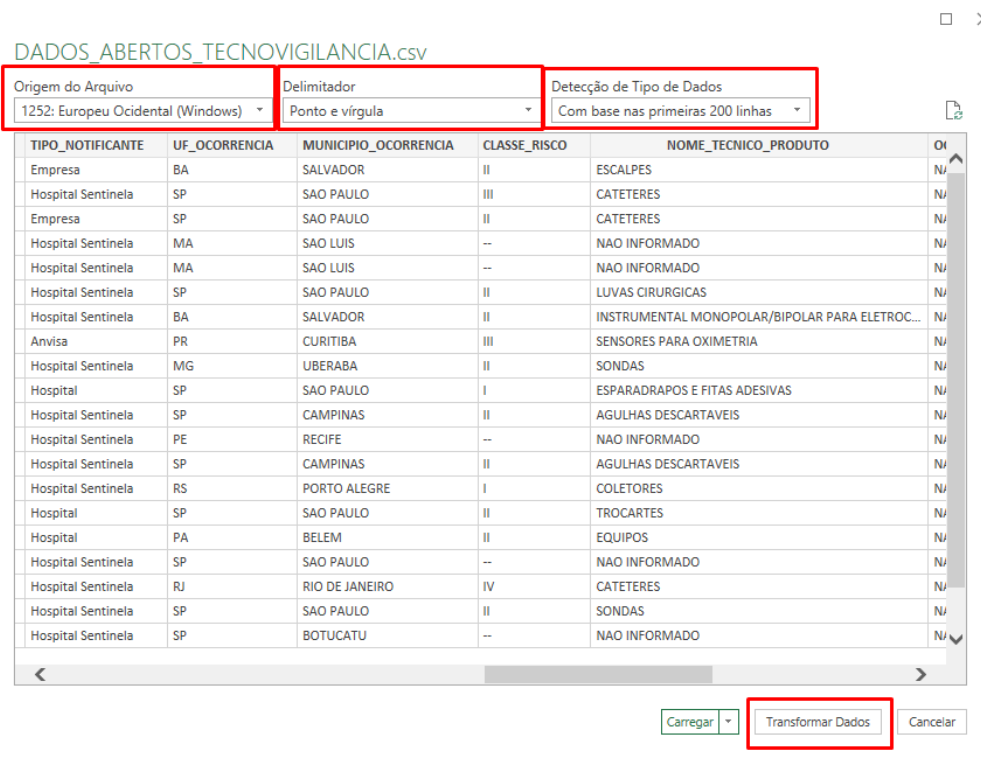 DADOS_ABERTOS_TECNOVIGILANCIA.csv
Origem do Arquivo Delimitador Detecção de Tipo de Dados
1252: Europeu Ocidental (Windows) Ponto e vírgula Com base nas primeiras 200 linhas
TIPO_NOTIFICANTE UF_OCORRENCIA MUNICIPIO_OCORRENCIA CLASSE_RISCO NOME_TECNICO_PRODUTO
Empresa BA SALVADOR II ESCALPES
Hospital Sentinela SP SAO PAULO III CATETERES
Empresa SP SAO PAULO II CATETERES
Hospital Sentinela MA SAO LUIS -- NAO INFORMADO
Hospital Sentinela MA SAO LUIS -- NAO INFORMADO
Hospital Sentinela SP SAO PAULO II LUVAS CIRURGICAS
Hospital Sentinela BA SALVADOR II INSTRUMENTAL MONOPOLAR/BIPOLAR PARA ELETROC...
Anvisa PR CURITIBA III SENSORES PARA OXIMETRIA
Hospital Sentinela MG UBERABA II SONDAS
Hospital SP SAO PAULO I ESPARADRAPOS E FITAS ADESIVAS
Hospital Sentinela SP CAMPINAS II AGULHAS DESCARTAVEIS
Hospital Sentinela PE RECIFE -- NAO INFORMADO
Hospital Sentinela SP CAMPINAS II AGULHAS DESCARTAVEIS
Hospital Sentinela RS PORTO ALEGRE I COLETORES
Hospital SP SAO PAULO II TROCARTES
Hospital PA BELEM II EQUIPOS
Hospital Sentinela SP SAO PAULO -- NAO INFORMADO
Hospital Sentinela RJ RIO DE JANEIRO IV CATETERES
Hospital Sentinela SP SAO PAULO II SONDAS
Hospital Sentinela SP BOTUCATU -- NAO INFORMADO
Carregar Transformar Dados Cancelar